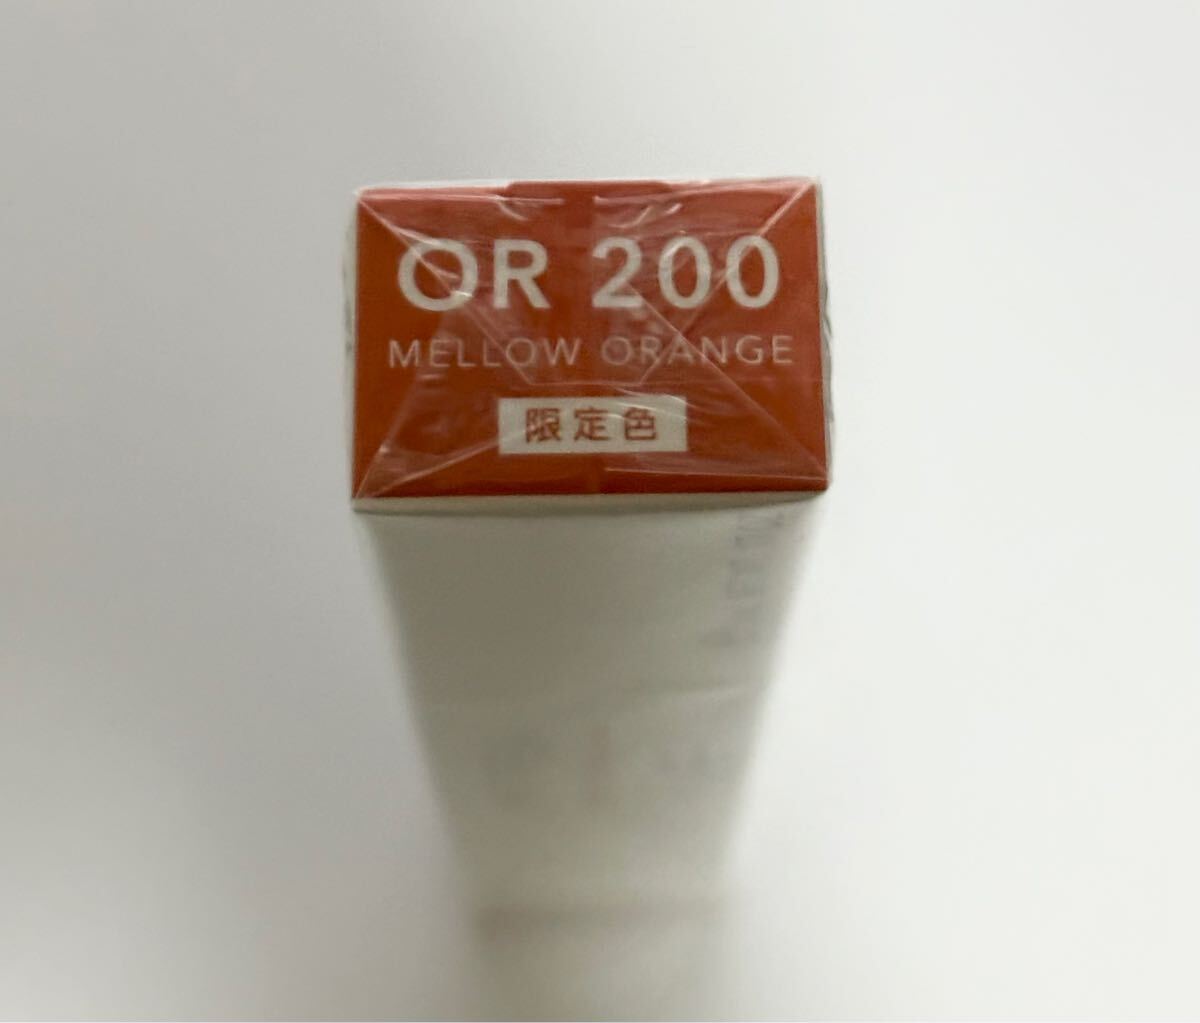 OR 200
MELLOW ORANGE
限定色